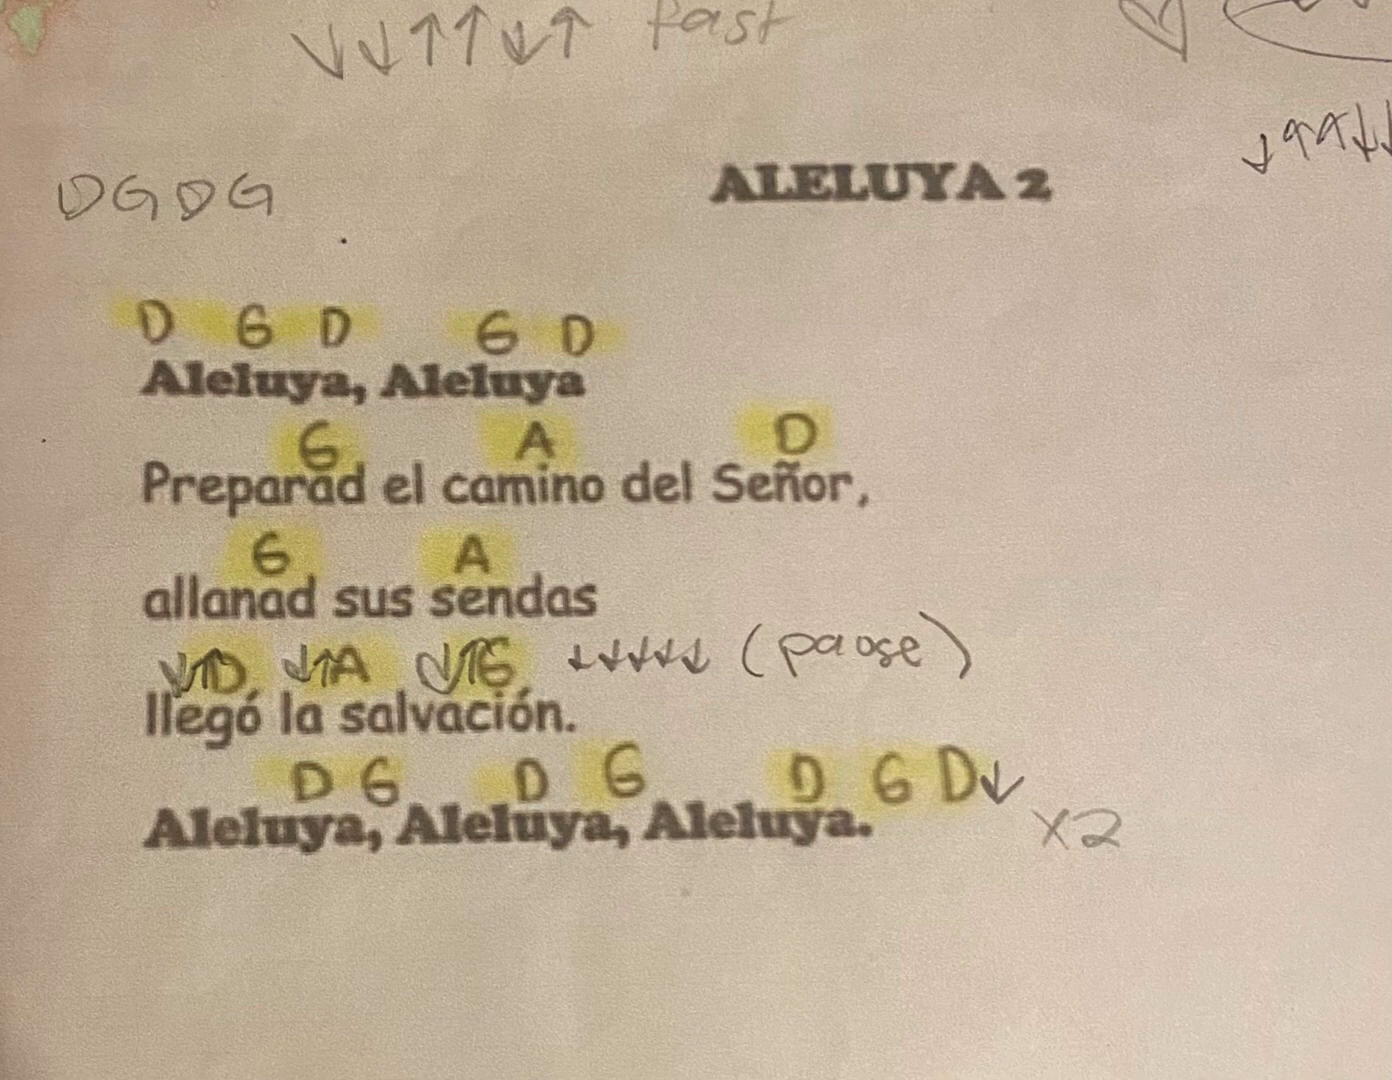 ↓↓↑↑↓↑ fast
↓↑↑↓↓
DGDG
ALELUYA 2
D G D G D
Aleluya, Aleluya
G A D
Preparad el camino del Señor,
G A
allanad sus sendas
↓↑D ↓↑A ↓↑G ↓↓↓↓↓ (pause)
llegó la salvación.
D G D G D G D↓
Aleluya, Aleluya, Aleluya.
x2